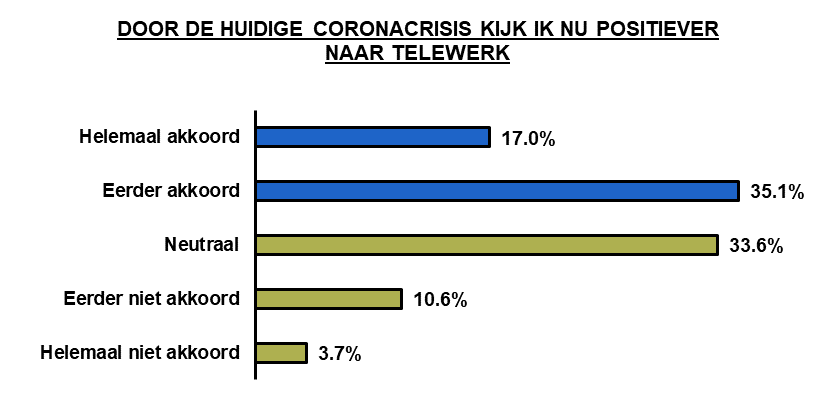 DOOR DE HUIDIGE CORONACRISIS KIJK IK NU POSITIEVER
NAAR TELEWERK
Helemaal akkoord 17.0%
Eerder akkoord 35.1%
Neutraal 33.6%
Eerder niet akkoord 10.6%
Helemaal niet akkoord 3.7%